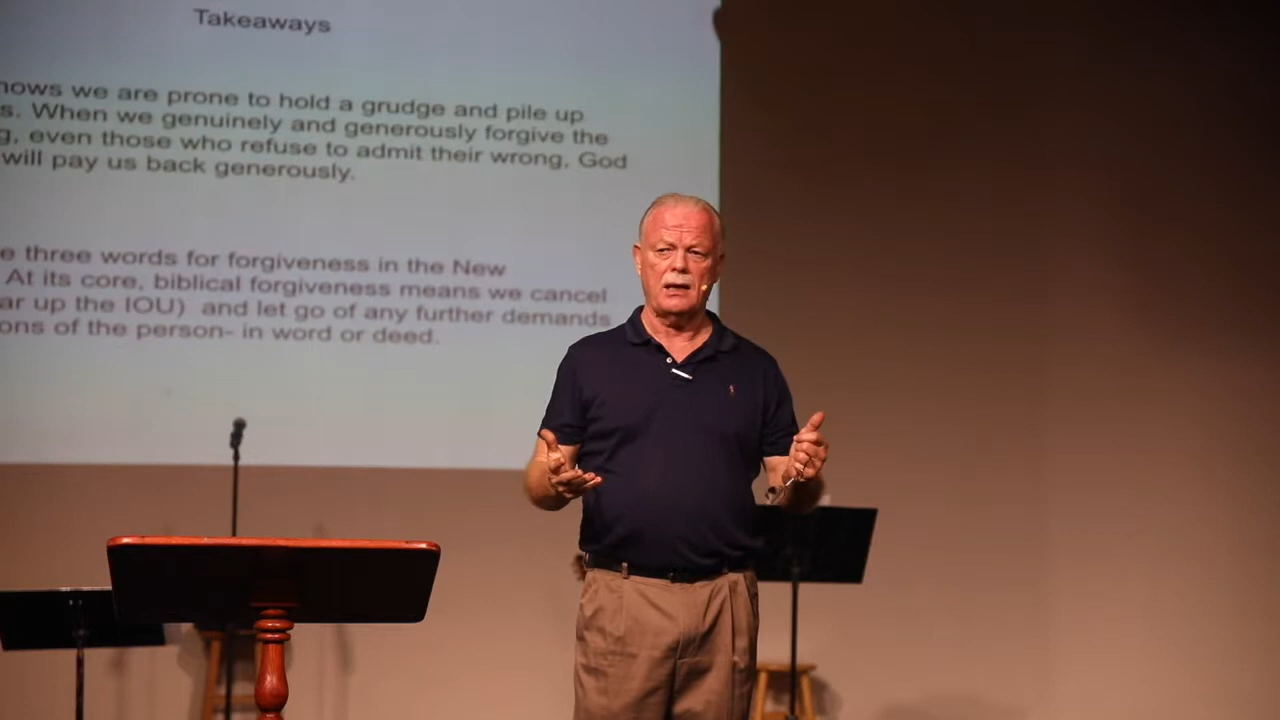 Takeaways
we are prone to hold a grudge and pile up
When we genuinely and generously forgive the
even those who refuse to admit their wrong, God
will pay us back generously.
three words for forgiveness in the New
At its core, biblical forgiveness means we cancel
up the IOU) and let go of any further demands
of the person- in word or deed.